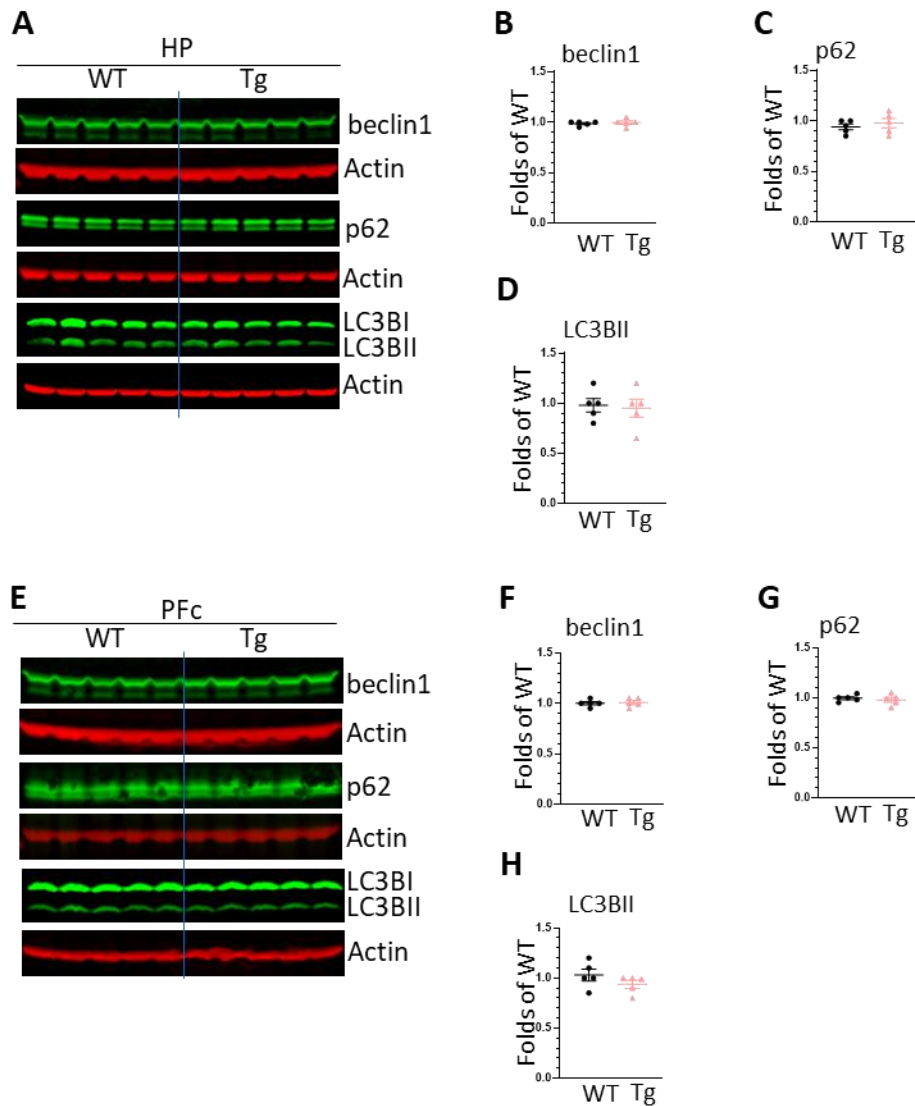 A
HP
WT Tg
beclin1
Actin
p62
Actin
LC3BI
LC3BII
Actin
B
beclin1
Folds of WT
1.5
1.0
0.5
0.0
WT Tg
C
p62
Folds of WT
1.5
1.0
0.5
0.0
WT Tg
D
LC3BII
Folds of WT
1.5
1.0
0.5
0.0
WT Tg
E
PFc
WT Tg
beclin1
Actin
p62
Actin
LC3BI
LC3BII
Actin
F
beclin1
Folds of WT
1.5
1.0
0.5
0.0
WT Tg
G
p62
Folds of WT
1.5
1.0
0.5
0.0
WT Tg
H
LC3BII
Folds of WT
1.5
1.0
0.5
0.0
WT Tg